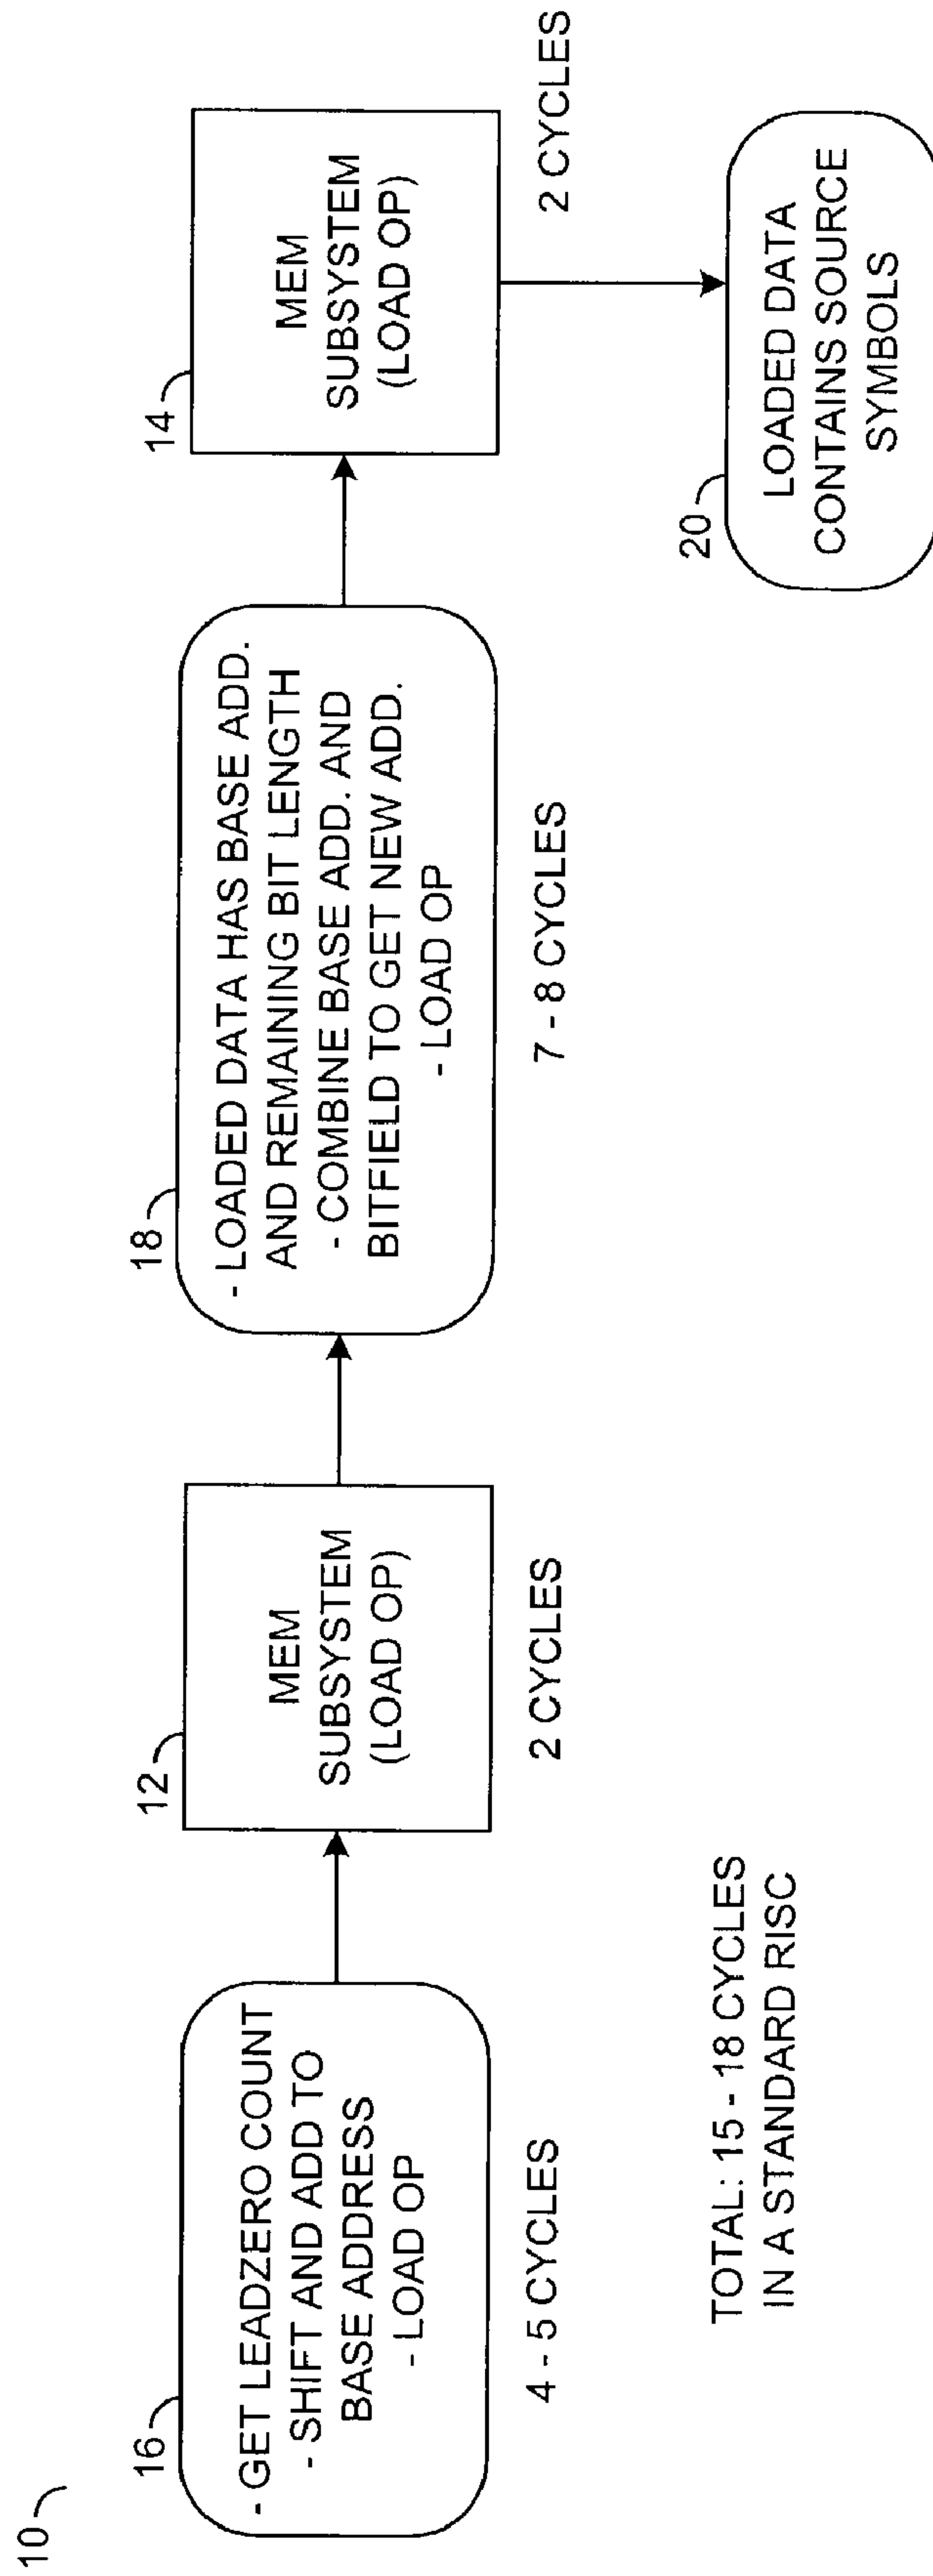 10
16
- GET LEADZERO COUNT
- SHIFT AND ADD TO
BASE ADDRESS
- LOAD OP
4 - 5 CYCLES
12
MEM
SUBSYSTEM
(LOAD OP)
2 CYCLES
18
- LOADED DATA HAS BASE ADD.
AND REMAINING BIT LENGTH
- COMBINE BASE ADD. AND
BITFIELD TO GET NEW ADD.
- LOAD OP
7 - 8 CYCLES
14
MEM
SUBSYSTEM
(LOAD OP)
2 CYCLES
20
LOADED DATA
CONTAINS SOURCE
SYMBOLS
TOTAL: 15 - 18 CYCLES
IN A STANDARD RISC